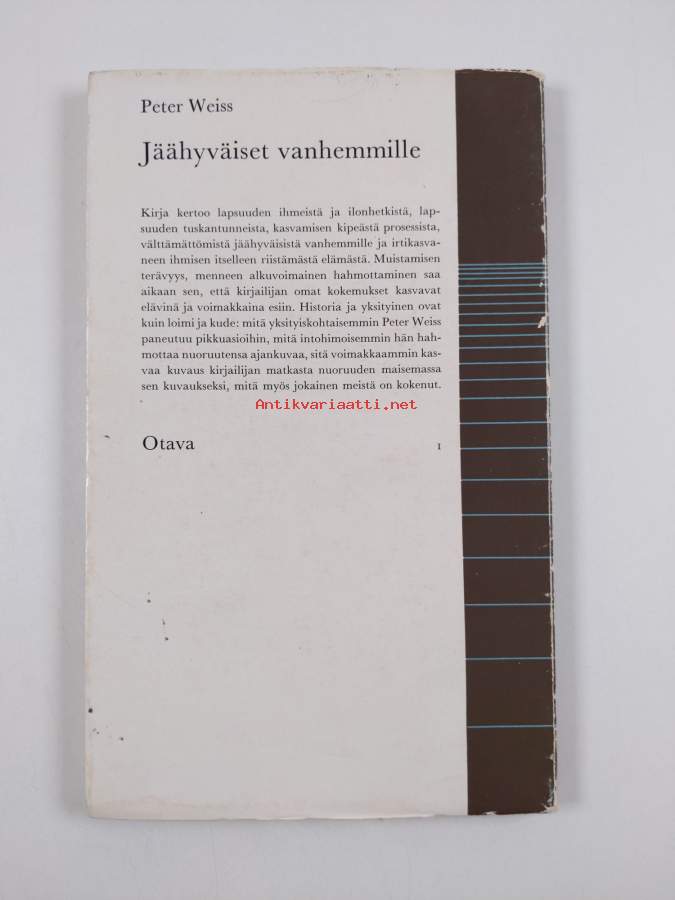 Peter Weiss
Jäähyväiset vanhemmille
Kirja kertoo lapsuuden ihmeistä ja ilonhetkistä, lap-
suuden tuskantunneista, kasvamisen kipeästä prosessista,
välttämättömistä jäähyväisistä vanhemmille ja irtikasva-
neen ihmisen itselleen riistämästä elämästä. Muistamisen
terävyys, menneen alkuvoimainen hahmottaminen saa
aikaan sen, että kirjailijan omat kokemukset kasvavat
elävinä ja voimakkaina esiin. Historia ja yksityinen ovat
kuin loimi ja kude: mitä yksityiskohtaisemmin Peter Weiss
paneutuu pikkuasioihin, mitä intohimoisemmin hän hah-
mottaa nuoruutensa ajankuvaa, sitä voimakkaammin kas-
vaa kuvaus kirjailijan matkasta nuoruuden maisemassa
sen kuvaukseksi, mitä myös jokainen meistä on kokenut.
Antikvariaatti.net
Otava 1